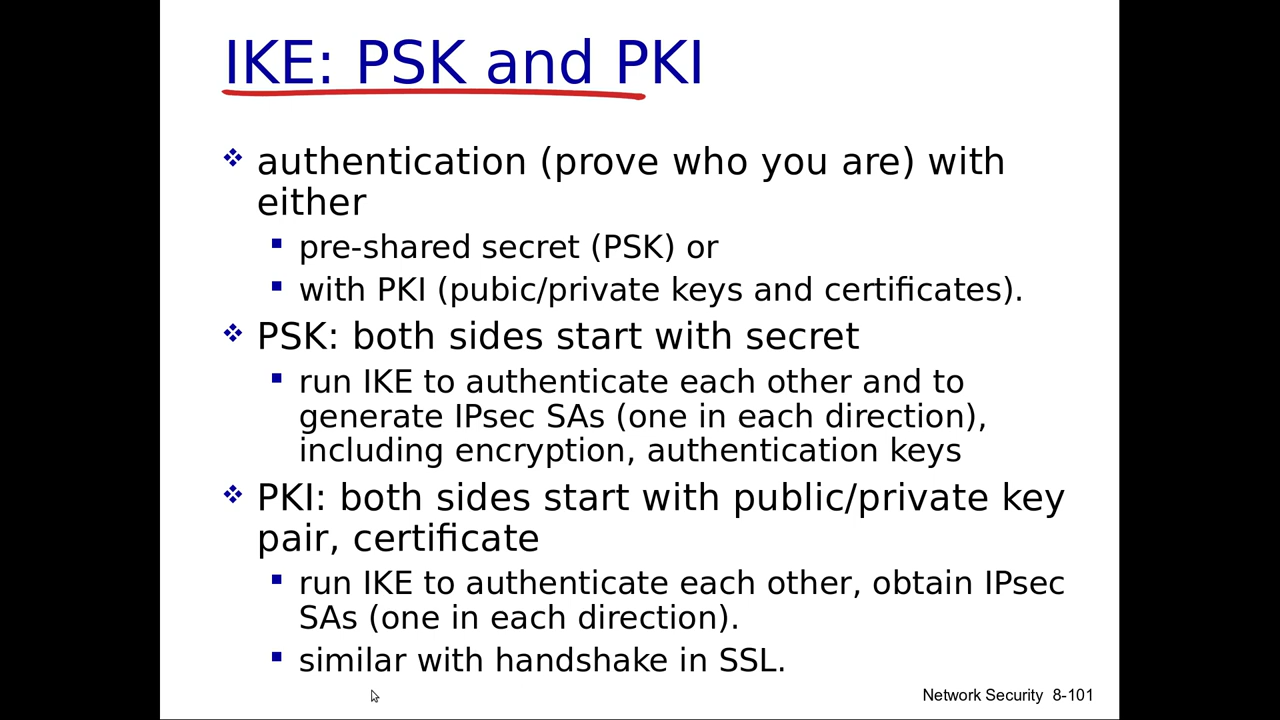 IKE: PSK and PKI
authentication (prove who you are) with
either
pre-shared secret (PSK) or
with PKI (pubic/private keys and certificates).
PSK: both sides start with secret
run IKE to authenticate each other and to
generate IPsec SAs (one in each direction),
including encryption, authentication keys
PKI: both sides start with public/private key
pair, certificate
run IKE to authenticate each other, obtain IPsec
SAs (one in each direction).
similar with handshake in SSL.
Network Security 8-101